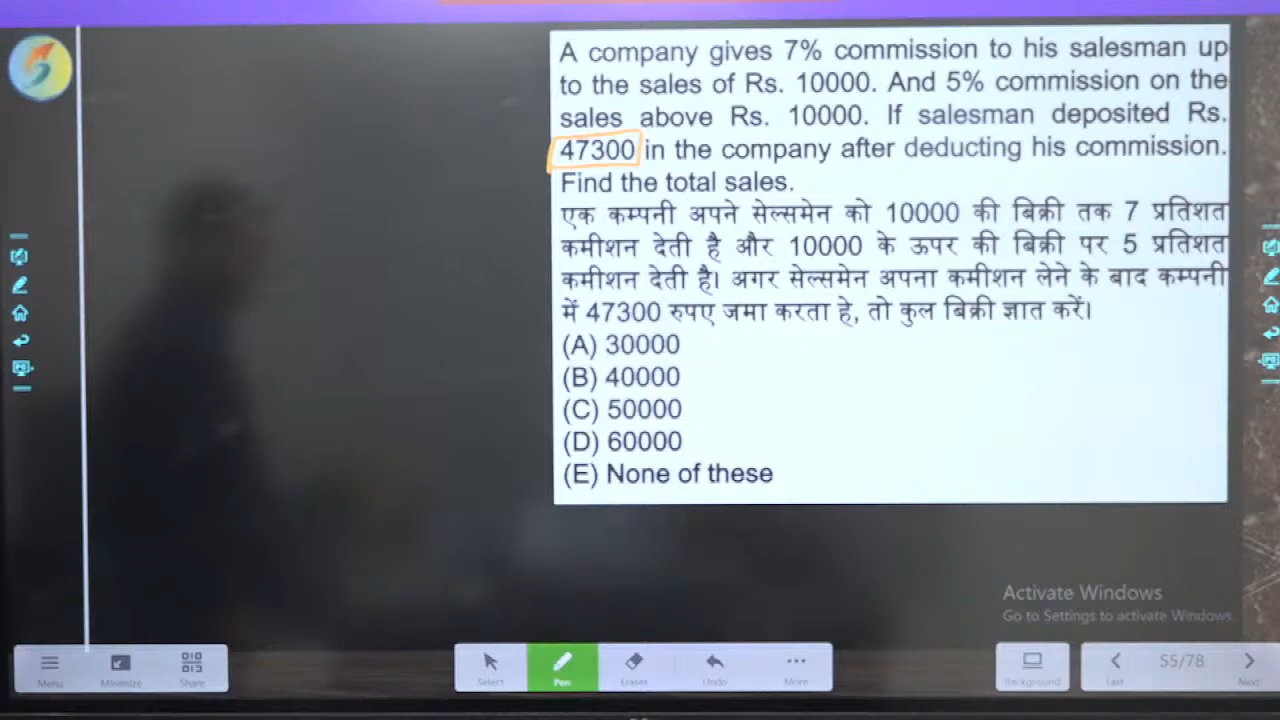 A company gives 7% commission to his salesman up
to the sales of Rs. 10000. And 5% commission on the
sales above Rs. 10000. If salesman deposited Rs.
47300 in the company after deducting his commission.
Find the total sales.
एक कम्पनी अपने सेल्समेन को 10000 की बिक्री तक 7 प्रतिशत
कमीशन देती है और 10000 के ऊपर की बिक्री पर 5 प्रतिशत
कमीशन देती है। अगर सेल्समेन अपना कमीशन लेने के बाद कम्पनी
में 47300 रुपए जमा करता हे, तो कुल बिक्री ज्ञात करें।
(A) 30000
(B) 40000
(C) 50000
(D) 60000
(E) None of these
Activate Windows
Go to Settings to activate Windows.
Menu Minimize Share Select Pen Eraser Undo More Background Last 55/78 Next